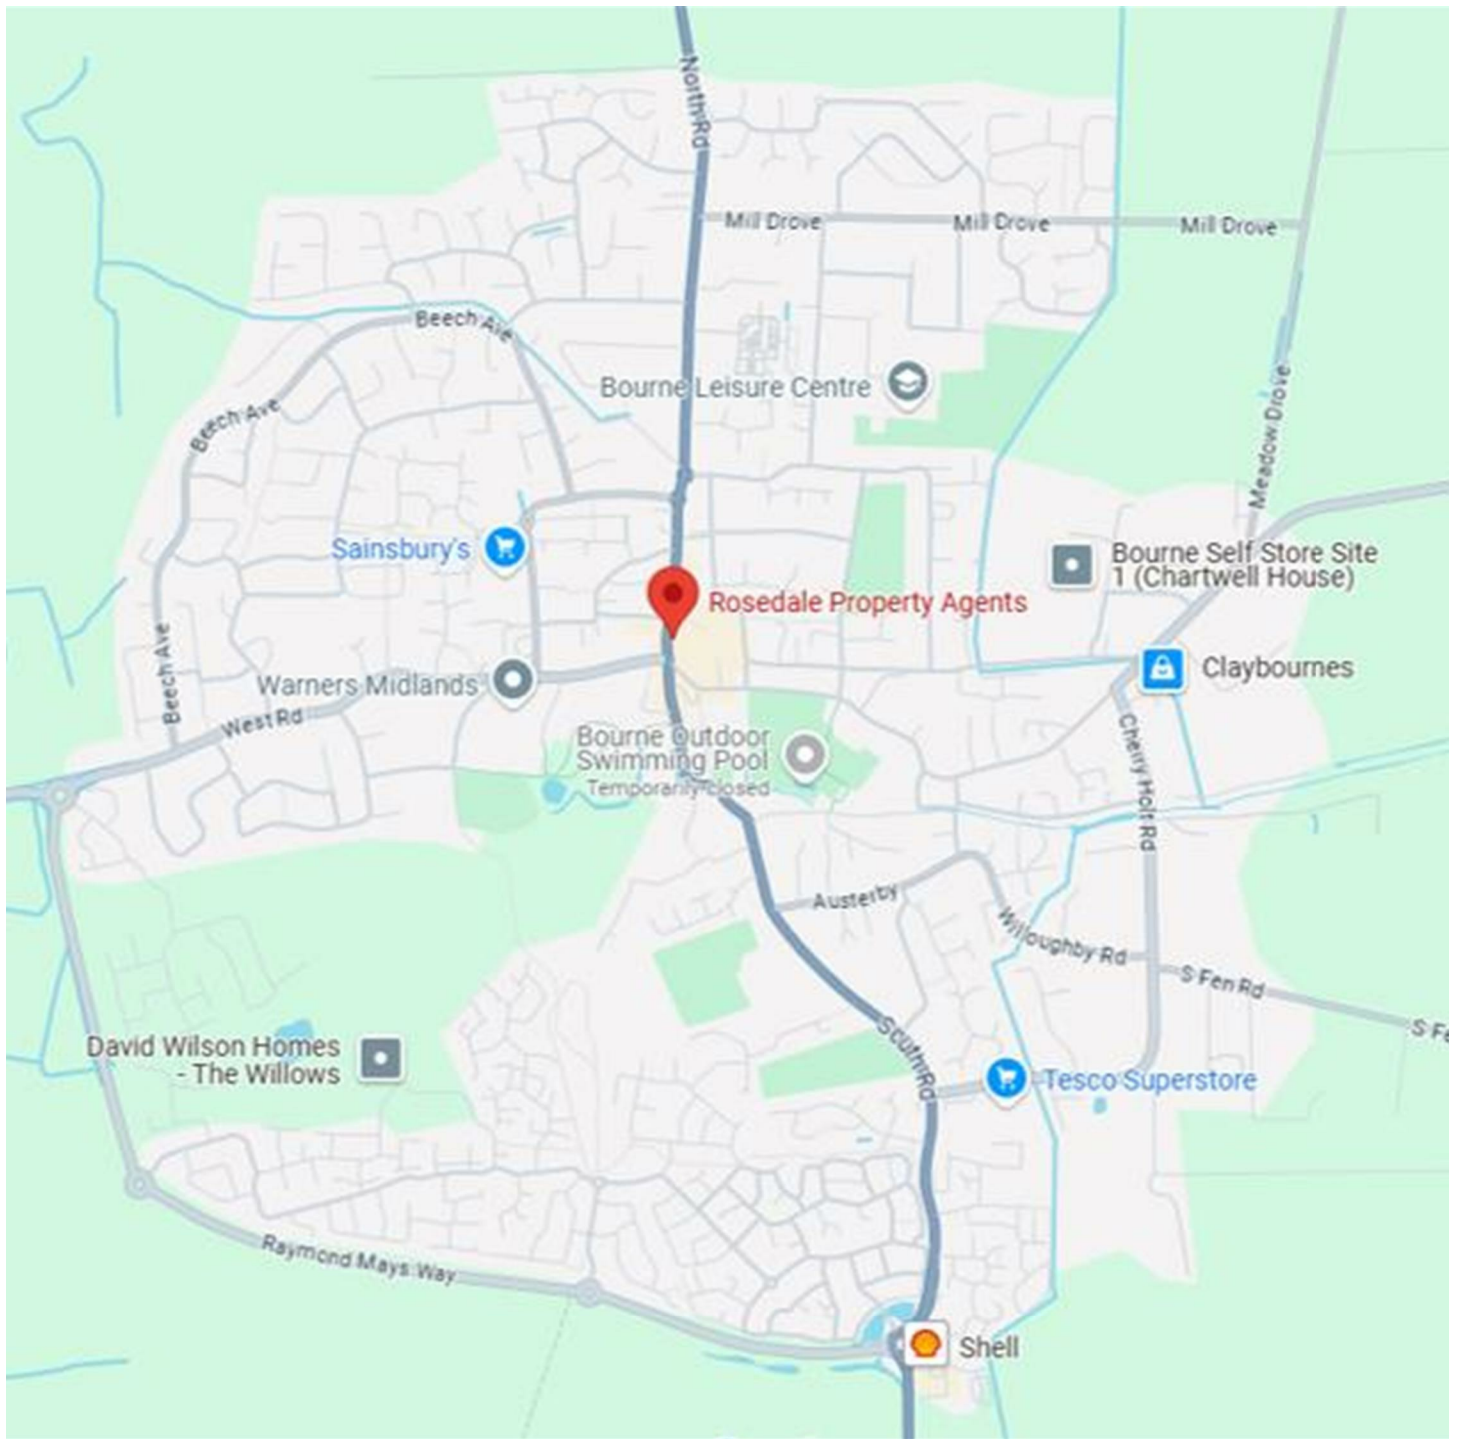 North Rd
Mill Drove
Mill Drove
Mill Drove
Beech Ave
Beech Ave
Bourne Leisure Centre
Meadow Drove
Sainsbury's
Bourne Self Store Site
1 (Chartwell House)
Rosedale Property Agents
Beech Ave
Warners Midlands
Claybournes
West Rd
Bourne Outdoor
Swimming Pool
Temporarily closed
Cherry Holt Rd
Austerby
Willoughby Rd
S Fen Rd
S Fe
South Rd
David Wilson Homes
- The Willows
Tesco Superstore
Raymond Mays Way
Shell